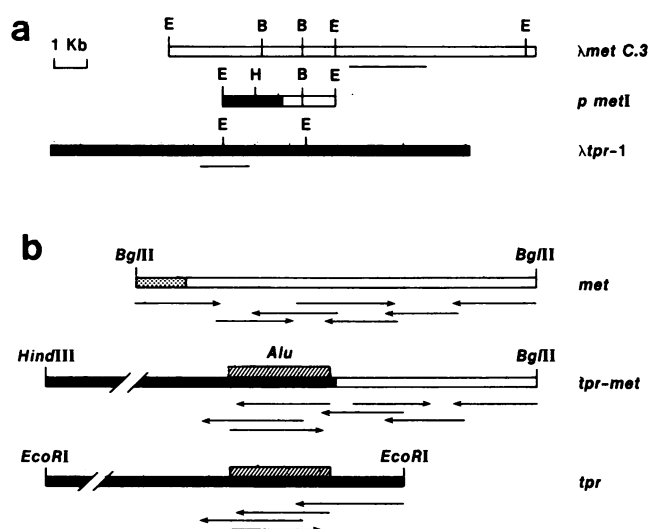 a
E B B E E
1 Kb
λmet C.3
E H B E
p metI
E E
λtpr-1
b
BglII BglII
met
HindIII Alu BglII
tpr-met
EcoRI EcoRI
tpr